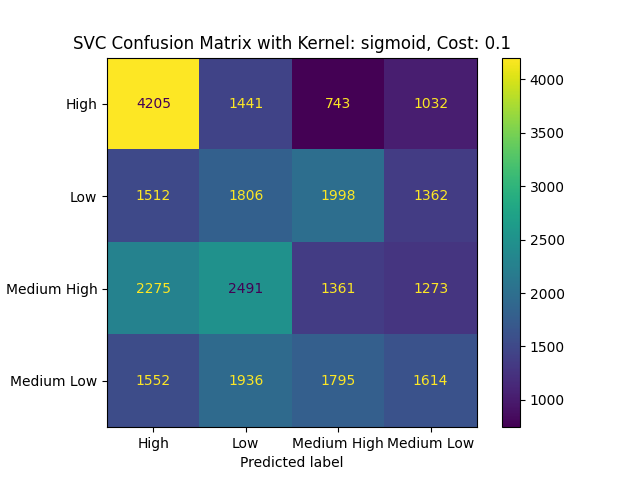 SVC Confusion Matrix with Kernel: sigmoid, Cost: 0.1
High 4205 1441 743 1032
Low 1512 1806 1998 1362
Medium High 2275 2491 1361 1273
Medium Low 1552 1936 1795 1614
High Low Medium High Medium Low
Predicted label
4000
3500
3000
2500
2000
1500
1000